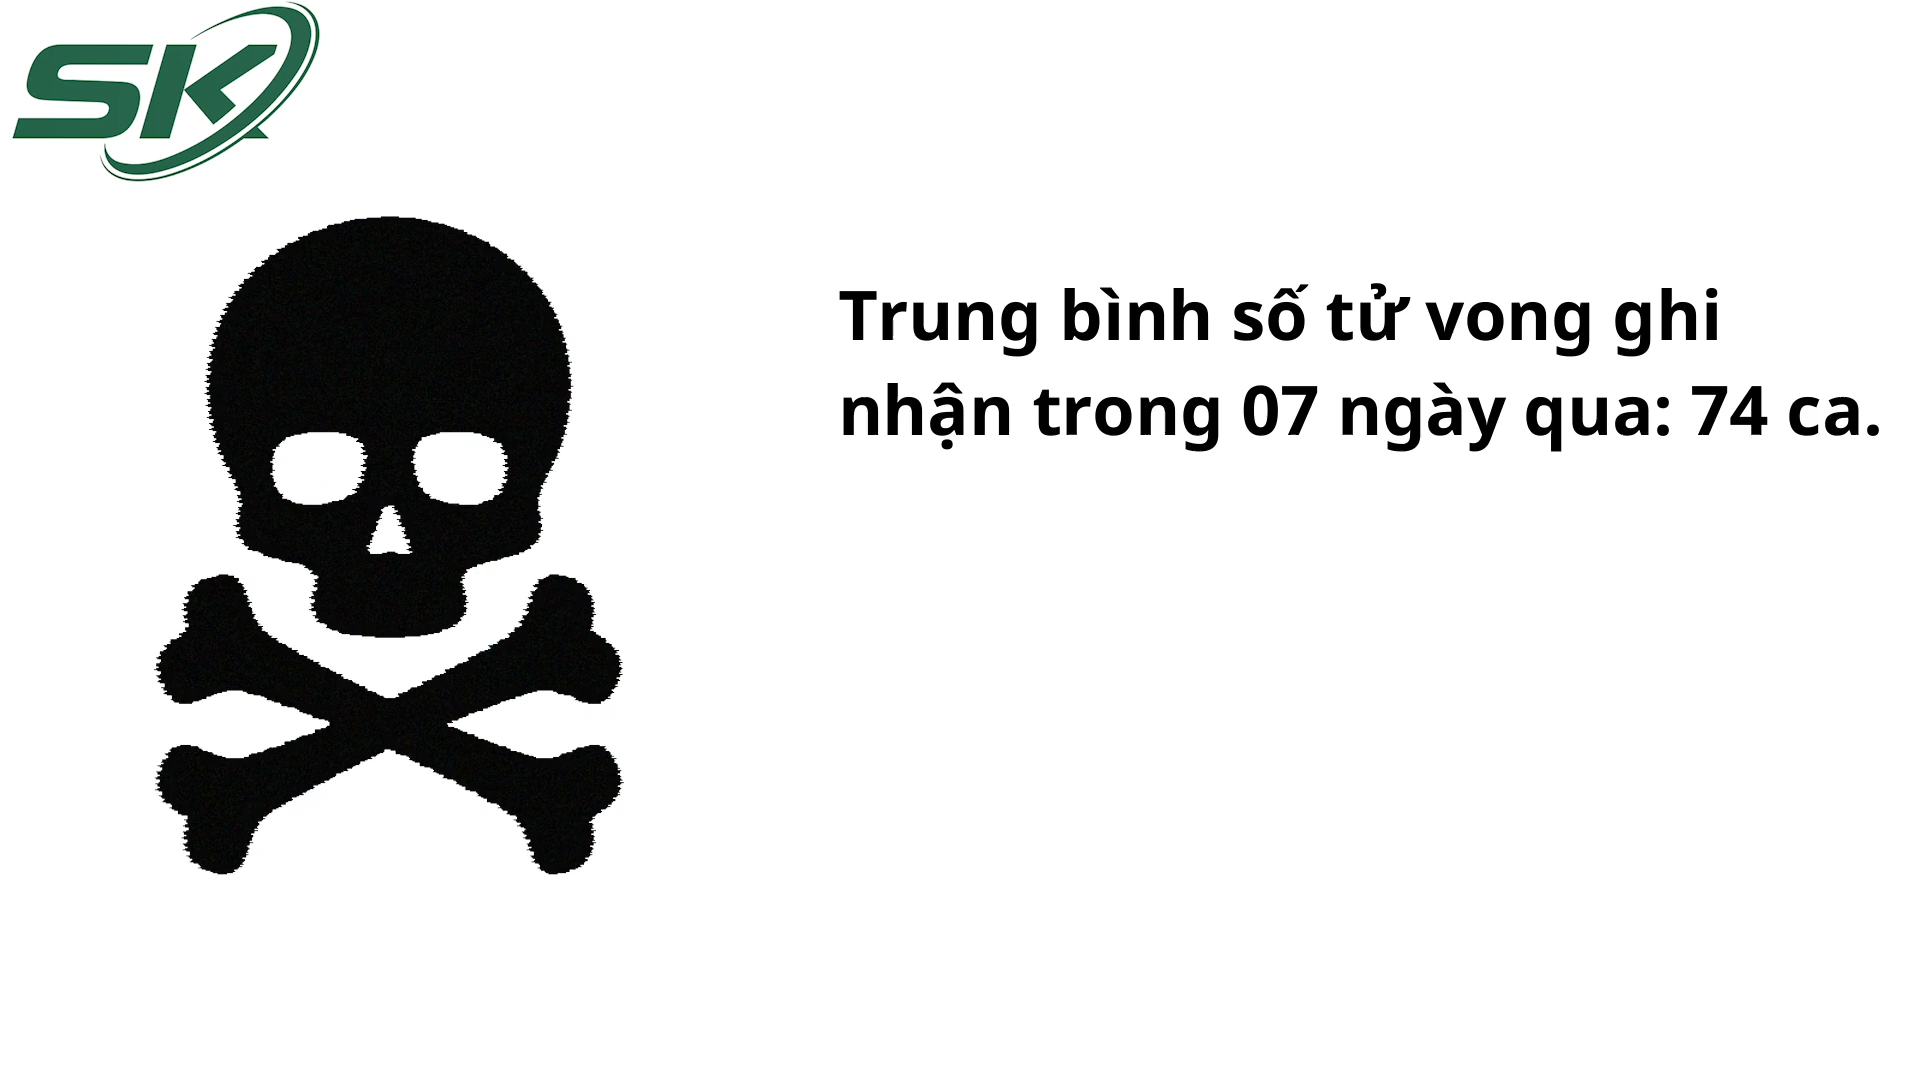 SK
Trung bình số tử vong ghi
nhận trong 07 ngày qua: 74 ca.